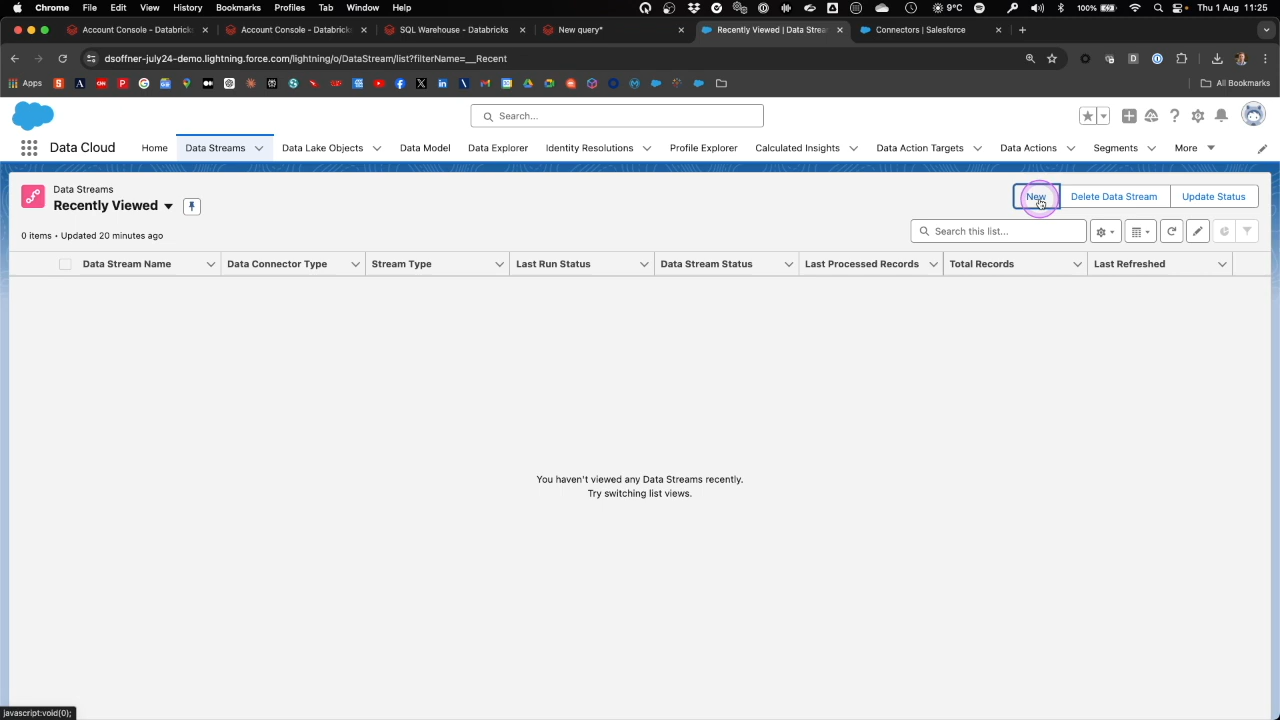 Chrome File Edit View History Bookmarks Profiles Tab Window Help 9°C 100% Thu 1 Aug 11:25
Account Console - Databricks Account Console - Databricks SQL Warehouse - Databricks New query* Recently Viewed | Data Strea Connectors | Salesforce
dsoffner-july24-demo.lightning.force.com/lightning/o/DataStream/list?filterName=__Recent
Apps All Bookmarks
Search...
Data Cloud Home Data Streams Data Lake Objects Data Model Data Explorer Identity Resolutions Profile Explorer Calculated Insights Data Action Targets Data Actions Segments More
Data Streams
Recently Viewed
New Delete Data Stream Update Status
0 items • Updated 20 minutes ago
Search this list...
Data Stream Name Data Connector Type Stream Type Last Run Status Data Stream Status Last Processed Records Total Records Last Refreshed
You haven't viewed any Data Streams recently.
Try switching list views.
javascript:void(0);